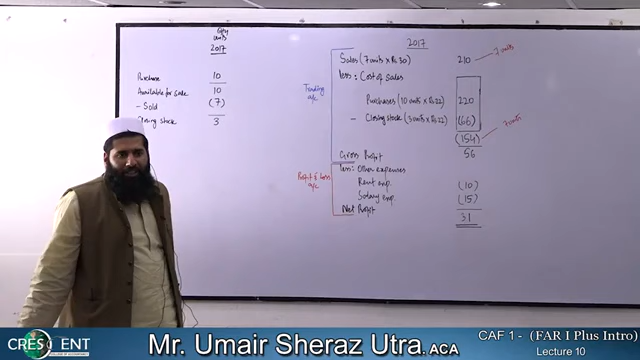 Qty
Units
2017
Purchase 10
Available for sale 10
- Sold (7)
Closing stock 3
2017
Sales (7 units x Rs.30) 210 7 units
less: Cost of sales
Trading
a/c
Purchases (10 units x Rs.22) 220
- Closing stock (3 units x Rs.22) (66)
(154) 7 units
Gross Profit 56
Profit & Loss
a/c
less: Other expenses
Rent exp. (10)
Salary exp. (15)
Net Profit 31
CRESCENT
COLLEGE OF ACCOUNTANCY
Mr. Umair Sheraz Utra. ACA
CAF 1 - (FAR I Plus Intro)
Lecture 10